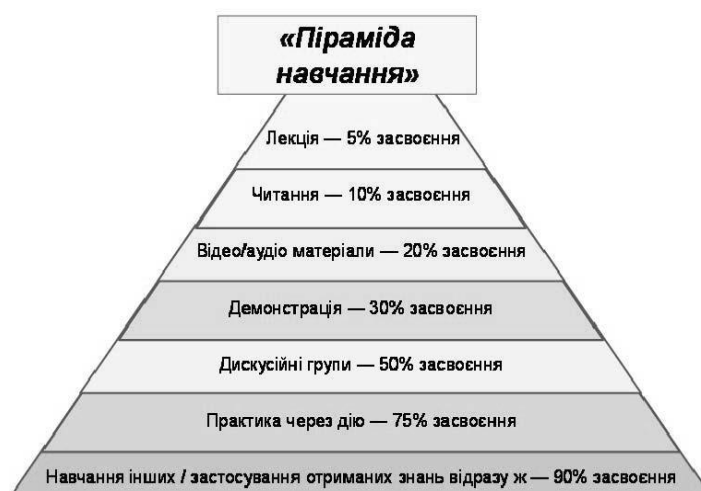 «Піраміда
навчання»
Лекція — 5% засвоєння
Читання — 10% засвоєння
Відео/аудіо матеріали — 20% засвоєння
Демонстрація — 30% засвоєння
Дискусійні групи — 50% засвоєння
Практика через дію — 75% засвоєння
Навчання інших / застосування отриманих знань відразу ж — 90% засвоєння